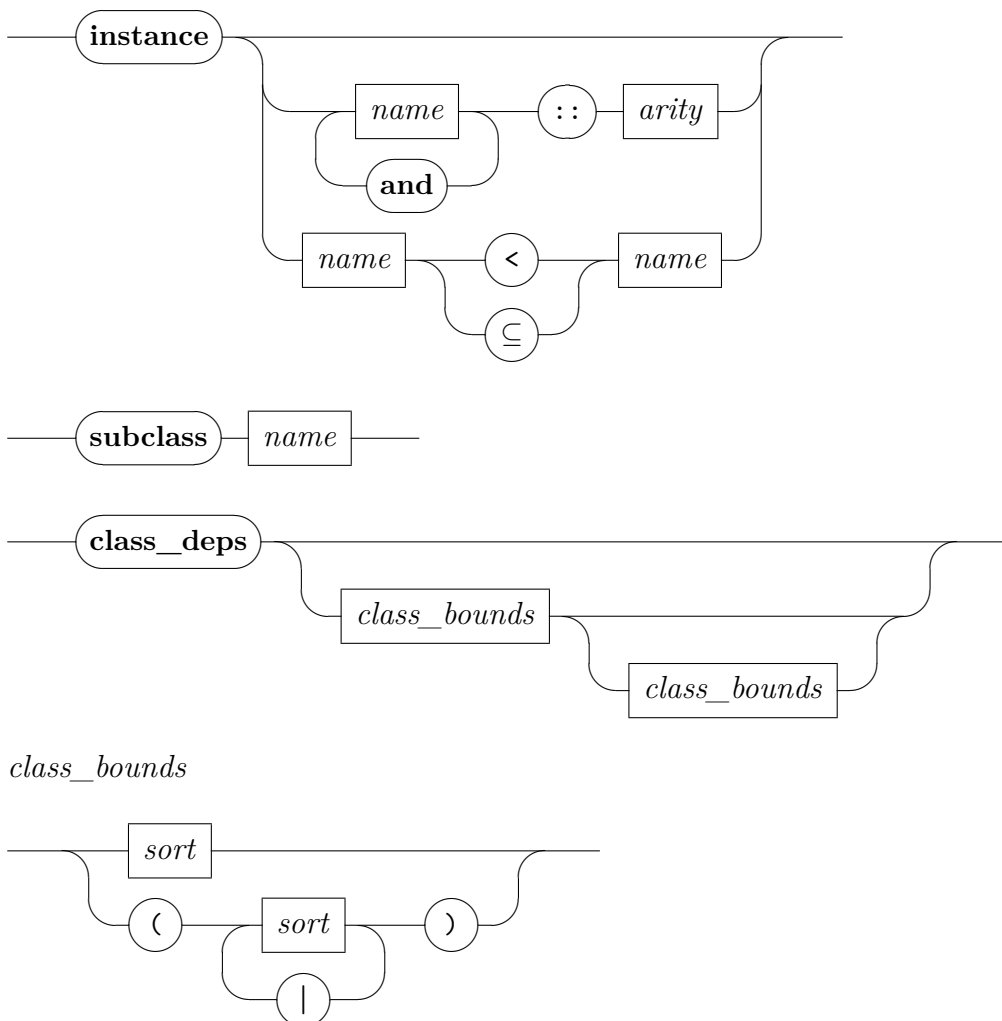 instance
name :: arity
and
name < name
⊆
subclass name
class_deps
class_bounds
class_bounds
class_bounds
sort
( sort )
|